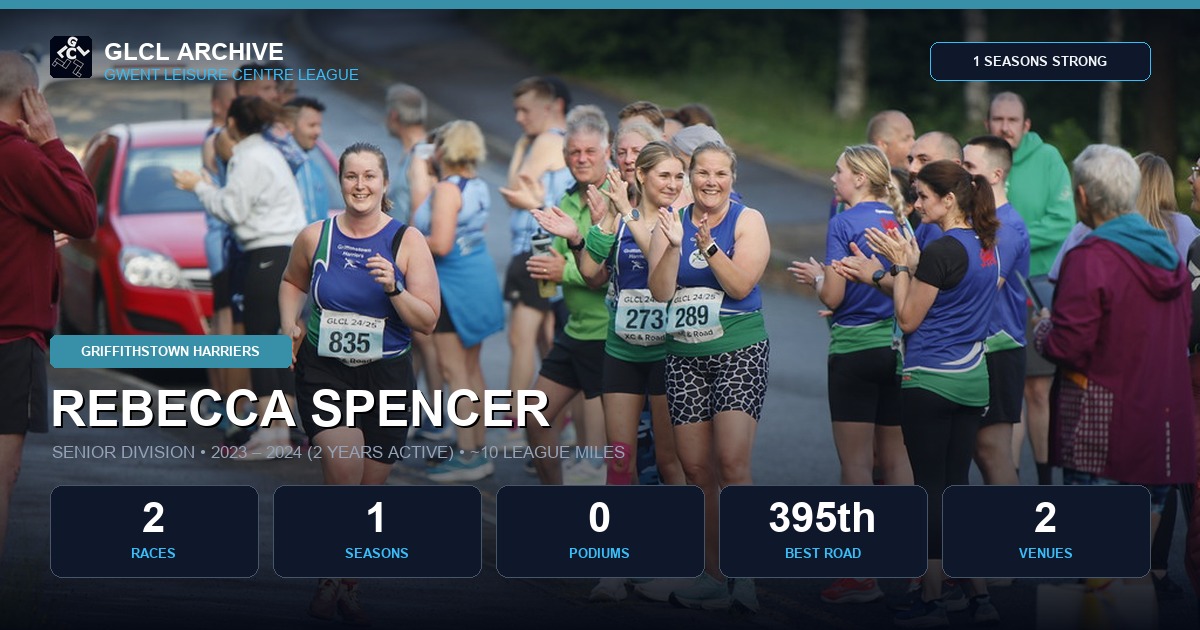 GLCL ARCHIVE
GWENT LEISURE CENTRE LEAGUE
1 SEASONS STRONG
Griffithstown
Harriers
GLCL 24/25
835
& Road
GLCL 24/25
273
XC & Road
GLCL 24/25
289
& Road
GRIFFITHSTOWN HARRIERS
REBECCA SPENCER
SENIOR DIVISION • 2023 – 2024 (2 YEARS ACTIVE) • ~10 LEAGUE MILES
2
RACES
1
SEASONS
0
PODIUMS
395th
BEST ROAD
2
VENUES